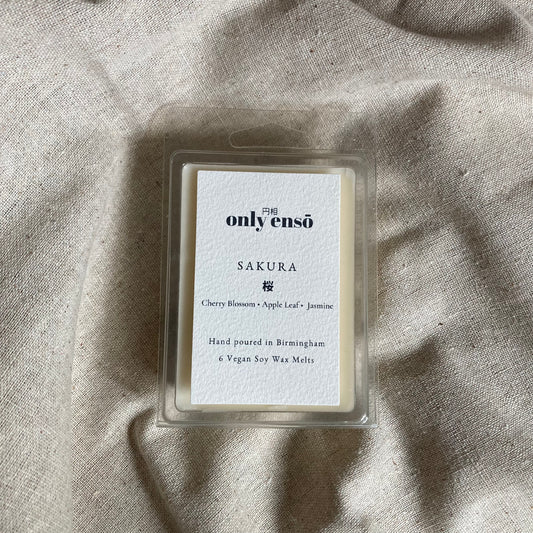 円相
only ensō
SAKURA
桜
Cherry Blossom • Apple Leaf • Jasmine
Hand poured in Birmingham
6 Vegan Soy Wax Melts